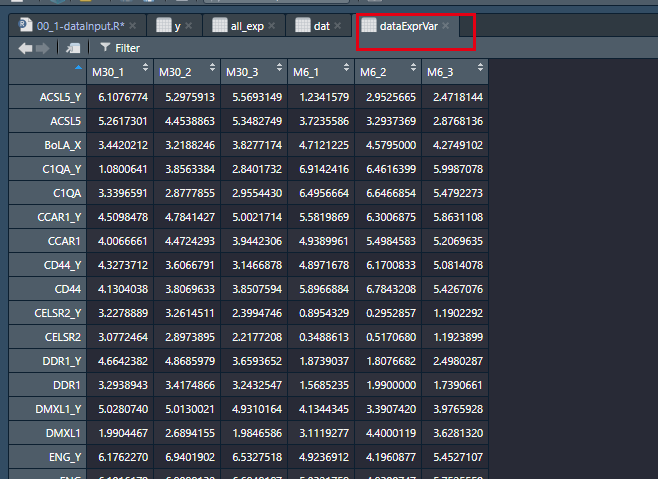 00_1-dataInput.R* × y × all_exp × dat × dataExprVar ×
Filter
M30_1 M30_2 M30_3 M6_1 M6_2 M6_3
ACSL5_Y 6.1076774 5.2975913 5.5693149 1.2341579 2.9525665 2.4718144
ACSL5 5.2617301 4.4538863 5.3482749 3.7235586 3.2937369 2.8768136
BoLA_X 3.4420212 3.2188246 3.8277174 4.7121225 4.5795000 4.2749102
C1QA_Y 1.0800641 3.8563384 2.8401732 6.9142416 6.4616399 5.9987078
C1QA 3.3396591 2.8777855 2.9554430 6.4956664 6.6466854 5.4792273
CCAR1_Y 4.5098478 4.7841427 5.0021714 5.5819869 6.3006875 5.8631108
CCAR1 4.0066661 4.4724293 3.9442306 4.9389961 5.4984583 5.2069635
CD44_Y 4.3273712 3.6066791 3.1466878 4.8971678 6.1700833 5.0814078
CD44 4.1304038 3.8069633 3.8507594 5.8966884 6.7843208 5.4267076
CELSR2_Y 3.2278889 3.2614511 2.3994746 0.8954329 0.2952857 1.1902292
CELSR2 3.0772464 2.8973895 2.2177208 0.3488613 0.5170680 1.1923899
DDR1_Y 4.6642382 4.8685979 3.6593652 1.8739037 1.8076682 2.4980287
DDR1 3.2938943 3.4174866 3.2432547 1.5685235 1.9900000 1.7390661
DMXL1_Y 5.0280740 5.0130021 4.9310164 4.1344345 3.3907420 3.9765928
DMXL1 1.9904467 2.6894155 1.9846586 3.1119277 4.4000119 3.6281320
ENG_Y 6.1762270 6.9401902 6.5327518 4.9236912 4.1960877 5.4527107